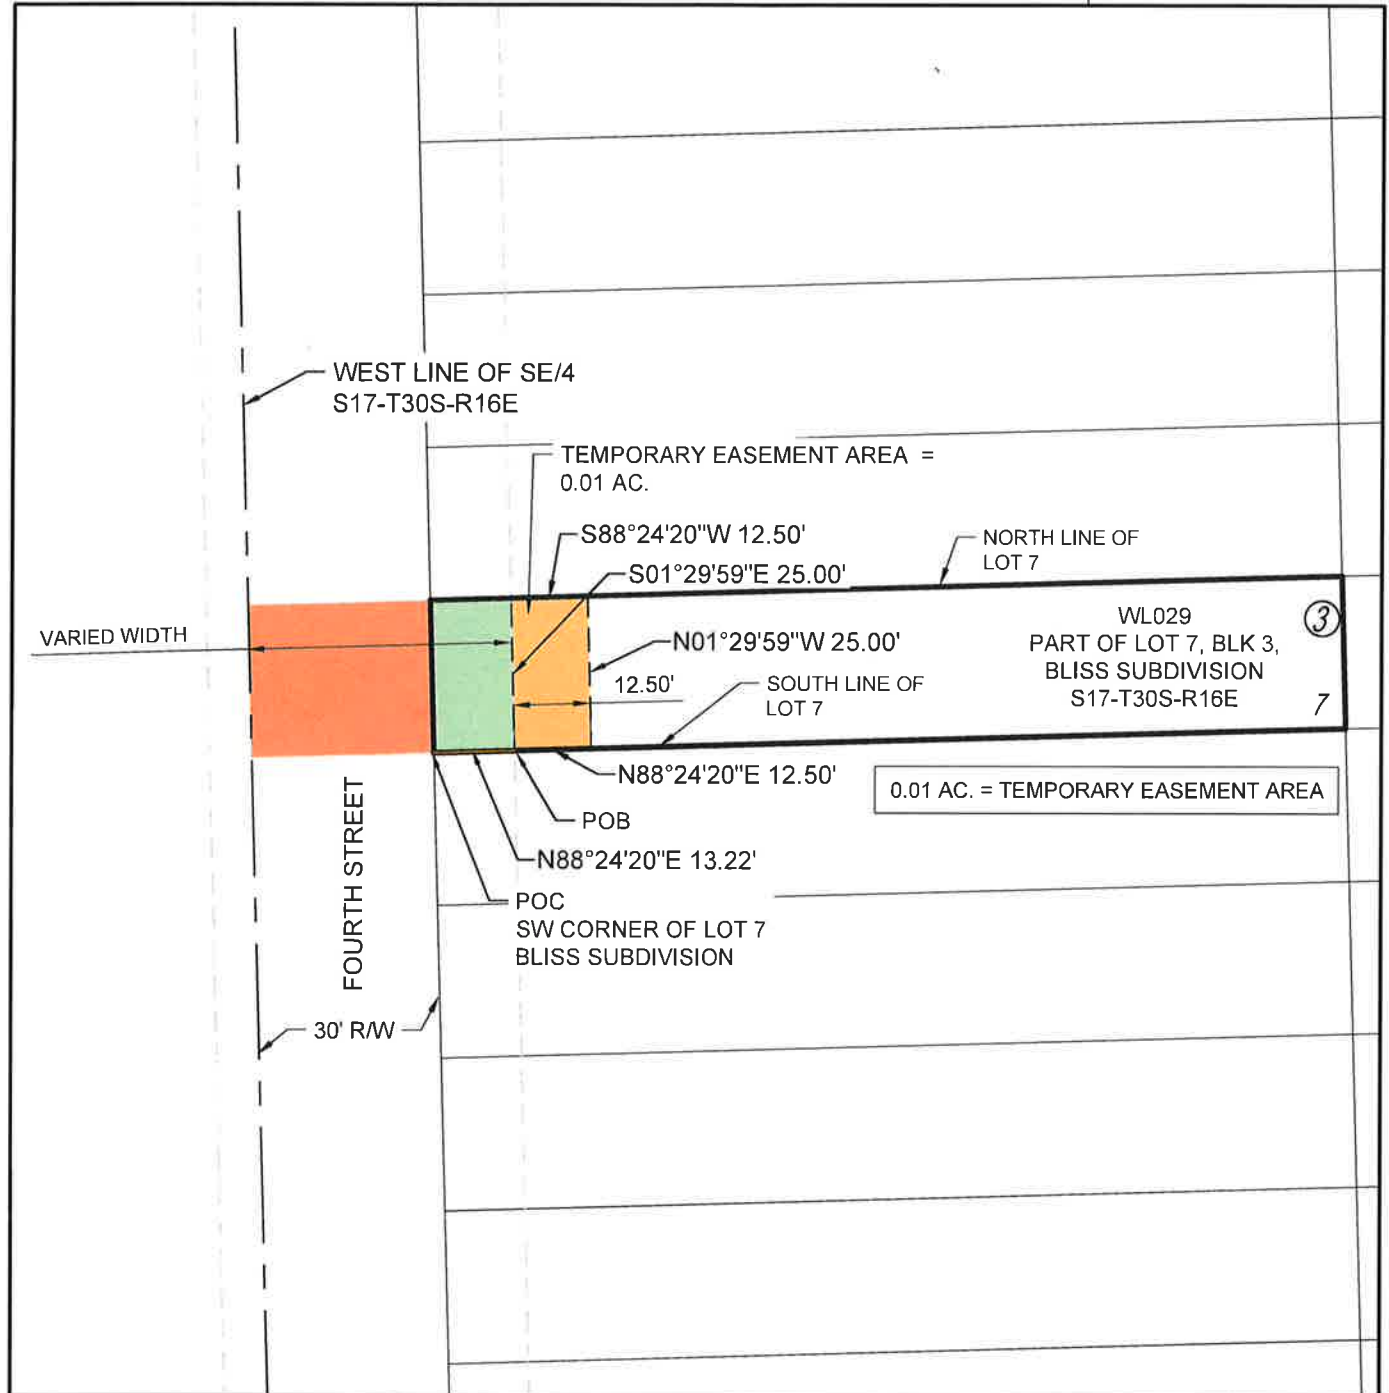 WEST LINE OF SE/4
S17-T30S-R16E
TEMPORARY EASEMENT AREA =
0.01 AC.
S88°24'20"W 12.50'
S01°29'59"E 25.00'
NORTH LINE OF
LOT 7
VARIED WIDTH
N01°29'59"W 25.00'
12.50'
SOUTH LINE OF
LOT 7
WL029
PART OF LOT 7, BLK 3,
BLISS SUBDIVISION
S17-T30S-R16E
3
7
N88°24'20"E 12.50'
0.01 AC. = TEMPORARY EASEMENT AREA
POB
N88°24'20"E 13.22'
POC
SW CORNER OF LOT 7
BLISS SUBDIVISION
FOURTH STREET
30' R/W